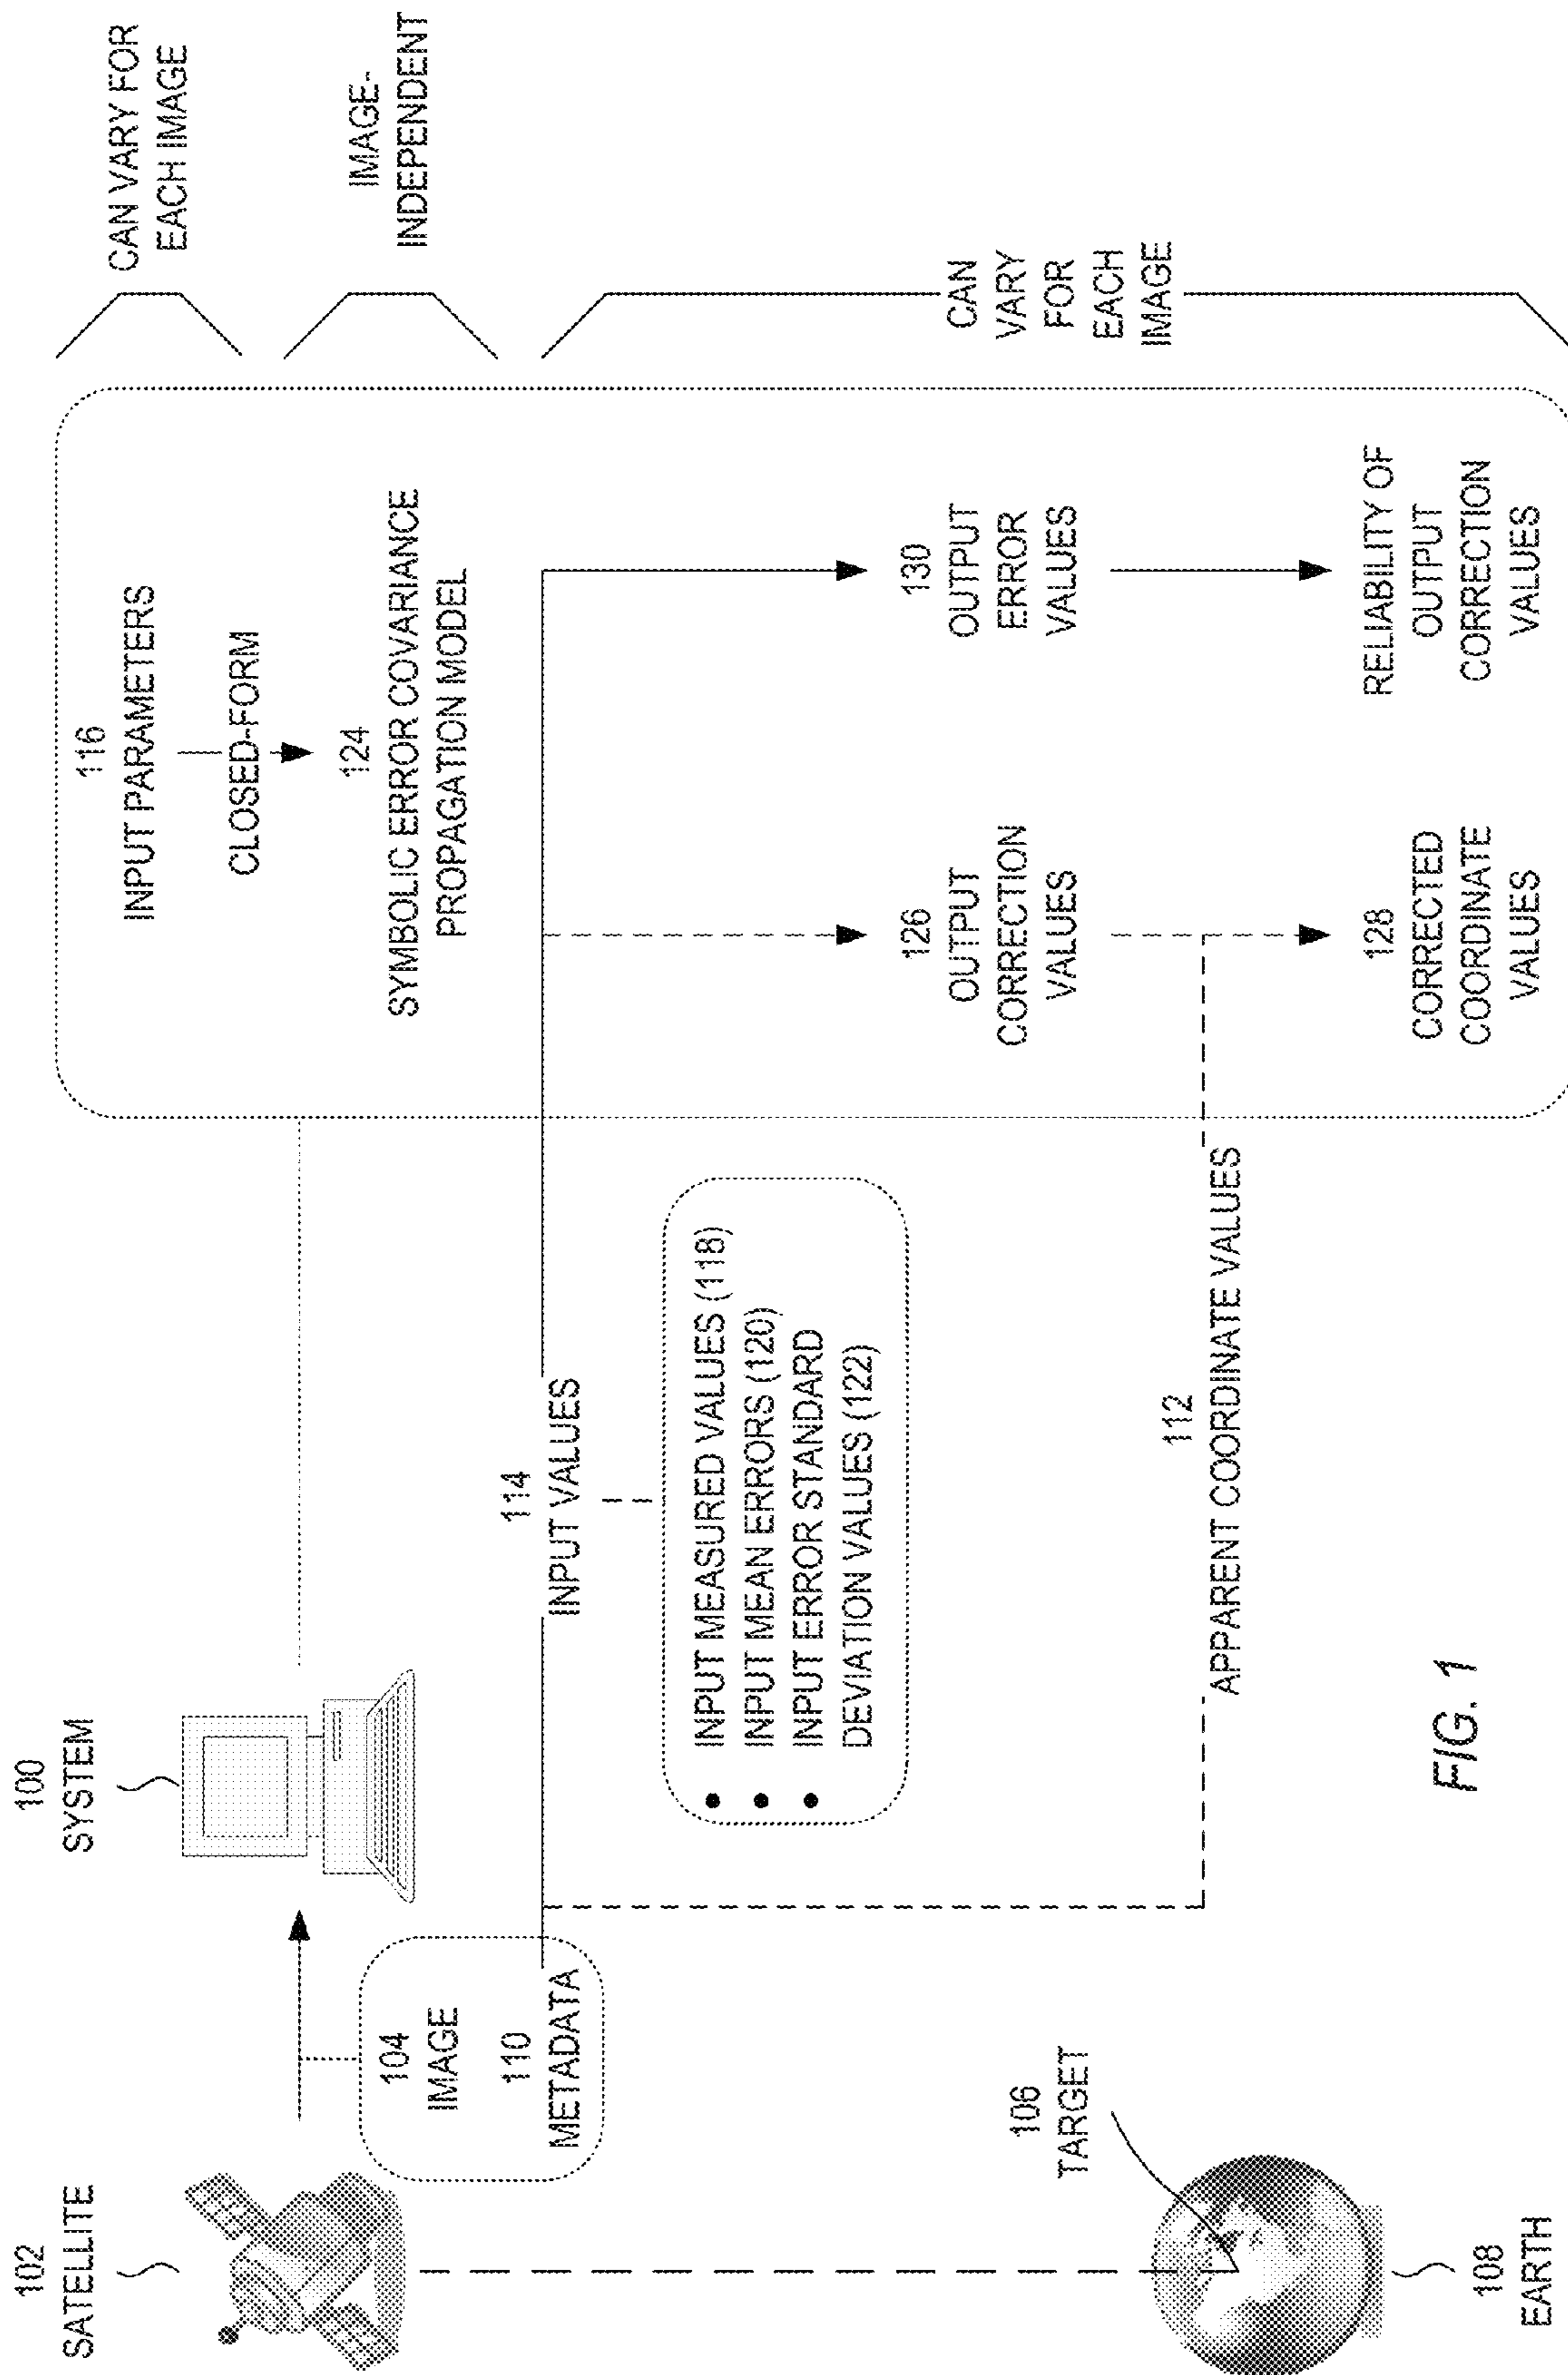 102
SATELLITE
100
SYSTEM
104
IMAGE
110
METADATA
106
TARGET
108
EARTH
114
INPUT VALUES
INPUT MEASURED VALUES (118)
INPUT MEAN ERRORS (120)
INPUT ERROR STANDARD
DEVIATION VALUES (122)
112
APPARENT COORDINATE VALUES
116
INPUT PARAMETERS
CLOSED-FORM
124
SYMBOLIC ERROR COVARIANCE
PROPAGATION MODEL
126
OUTPUT
CORRECTION
VALUES
130
OUTPUT
ERROR
VALUES
128
CORRECTED
COORDINATE
VALUES
RELIABILITY OF
OUTPUT
CORRECTION
VALUES
CAN VARY FOR
EACH IMAGE
IMAGE-
INDEPENDENT
CAN
VARY
FOR
EACH
IMAGE
FIG. 1